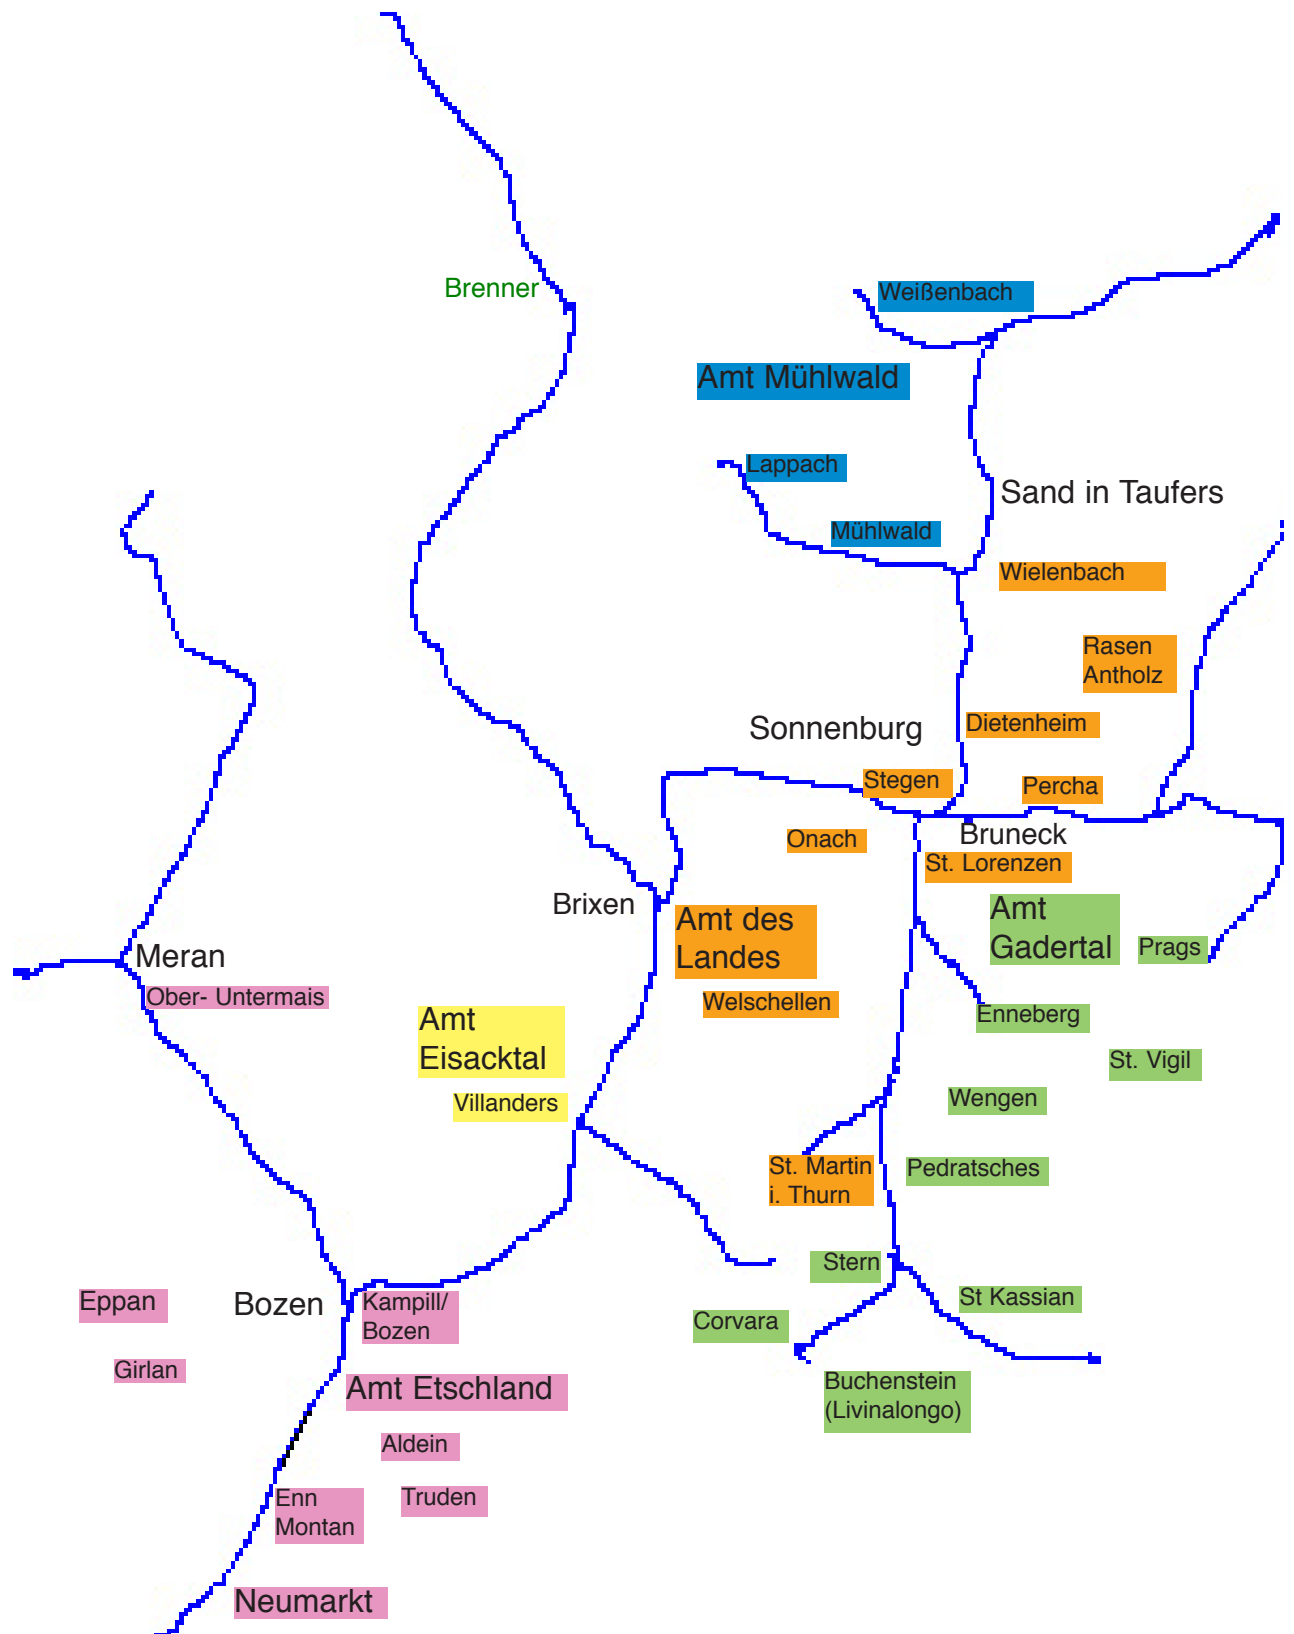 Brenner
Weißenbach
Amt Mühlwald
Lappach
Sand in Taufers
Mühlwald
Wielenbach
Rasen
Antholz
Sonnenburg
Dietenheim
Stegen
Percha
Onach
Bruneck
St. Lorenzen
Brixen
Amt des
Landes
Amt
Gadertal
Prags
Meran
Ober- Untermais
Welschellen
Amt
Eisacktal
Enneberg
St. Vigil
Villanders
Wengen
St. Martin
i. Thurn
Pedratsches
Stern
Eppan
Bozen
Kampill/
Bozen
St Kassian
Corvara
Girlan
Amt Etschland
Buchenstein
(Livinalongo)
Aldein
Enn
Montan
Truden
Neumarkt